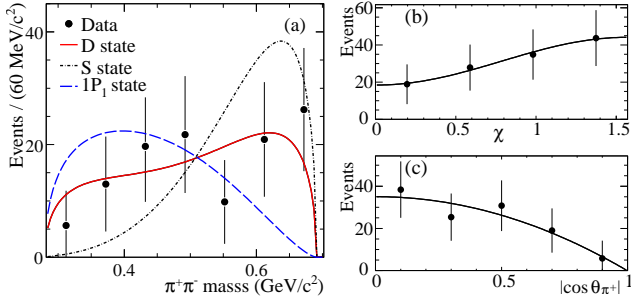 (a)
Data
D state
S state
1P₁ state
Events / (60 MeV/c²)
40
20
0
0.4
0.6
π⁺π⁻ masss (GeV/c²)
(b)
Events
60
40
20
0
0
0.5
1
1.5
χ
(c)
Events
40
20
0
0
0.5
1
|cosθπ⁺|